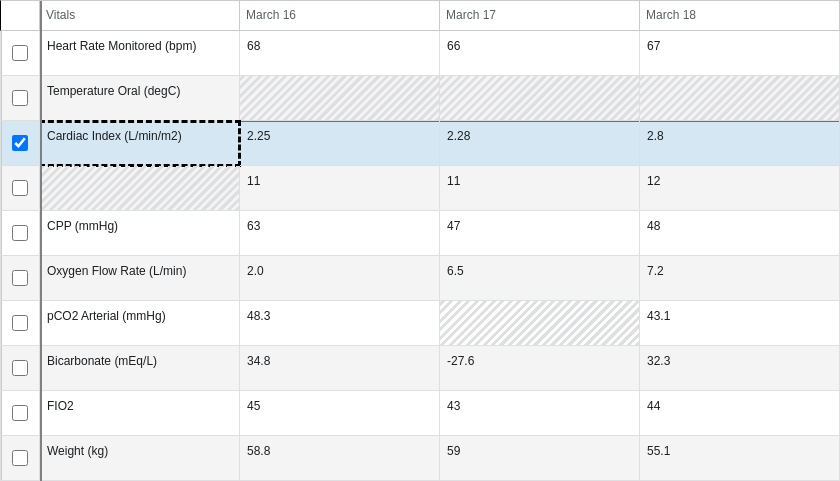 Vitals March 16 March 17 March 18
Heart Rate Monitored (bpm) 68 66 67
Temperature Oral (degC)
Cardiac Index (L/min/m2) 2.25 2.28 2.8
11 11 12
CPP (mmHg) 63 47 48
Oxygen Flow Rate (L/min) 2.0 6.5 7.2
pCO2 Arterial (mmHg) 48.3 43.1
Bicarbonate (mEq/L) 34.8 -27.6 32.3
FIO2 45 43 44
Weight (kg) 58.8 59 55.1